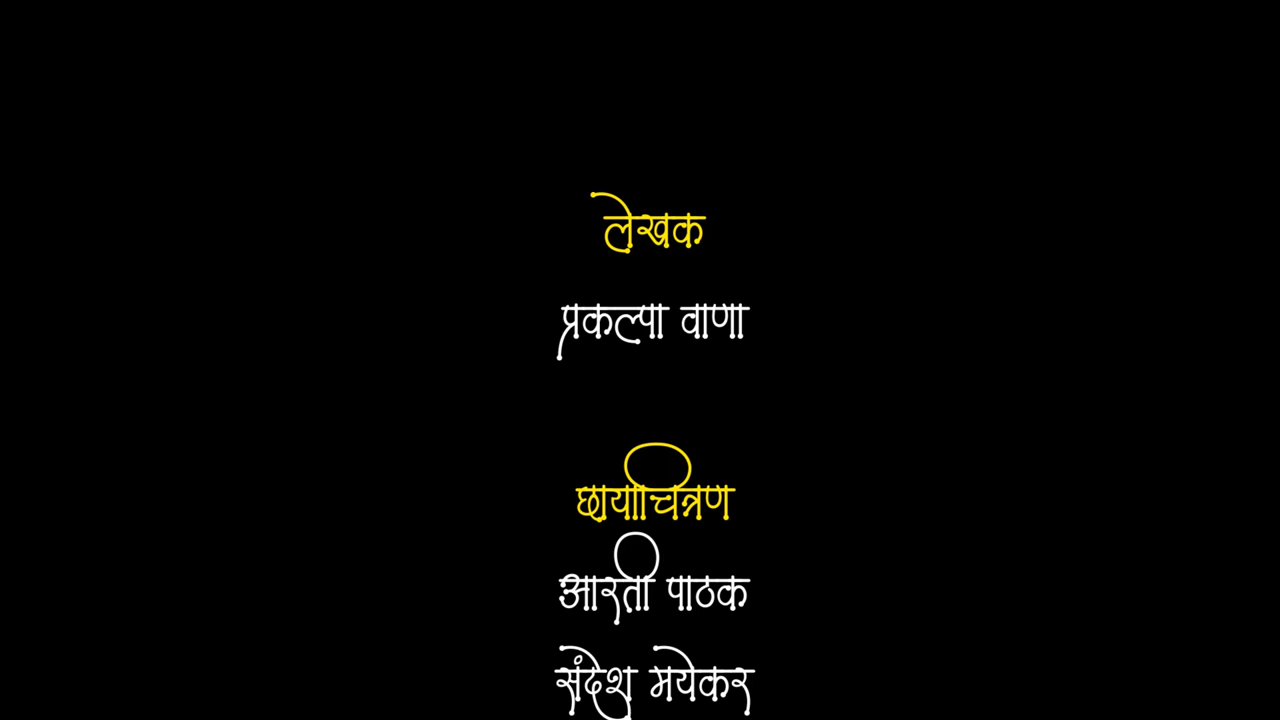 लेखक
प्रकल्पा वाणा
छायाचित्रण
आरती पाठक
संदेश मयेकर